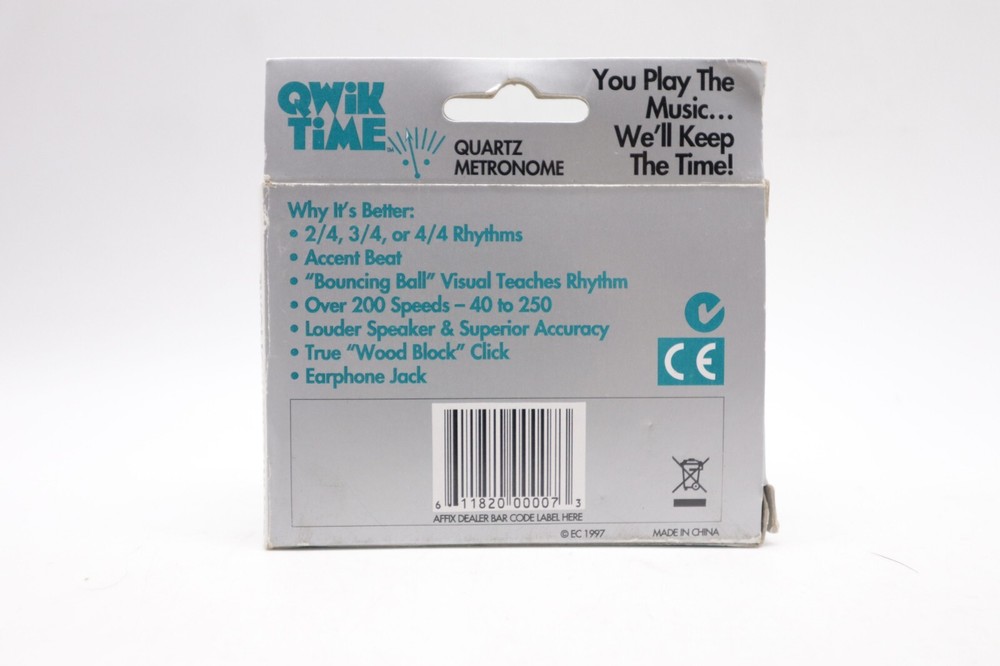 QWiK
TiME™
QUARTZ
METRONOME
You Play The
Music...
We'll Keep
The Time!
Why It's Better:
• 2/4, 3/4, or 4/4 Rhythms
• Accent Beat
• "Bouncing Ball" Visual Teaches Rhythm
• Over 200 Speeds – 40 to 250
• Louder Speaker & Superior Accuracy
• True "Wood Block" Click
• Earphone Jack
CE
6 11820 00007 3
AFFIX DEALER BAR CODE LABEL HERE
© EC 1997
MADE IN CHINA